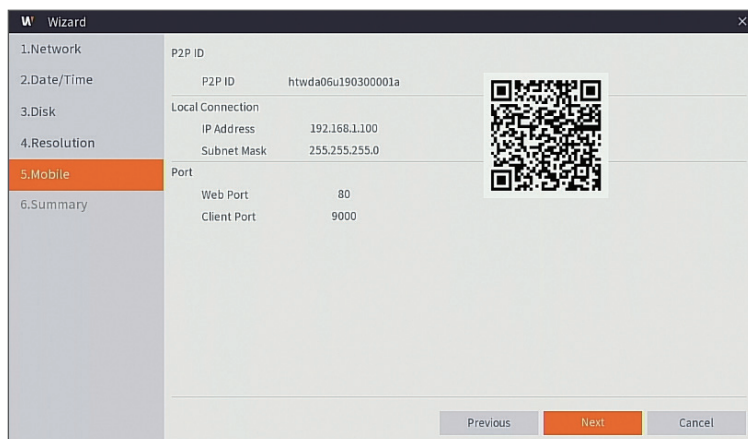 Wizard
1.Network
2.Date/Time
3.Disk
4.Resolution
5.Mobile
6.Summary
P2P ID
P2P ID htwda06u190300001a
Local Connection
IP Address 192.168.1.100
Subnet Mask 255.255.255.0
Port
Web Port 80
Client Port 9000
Previous Next Cancel